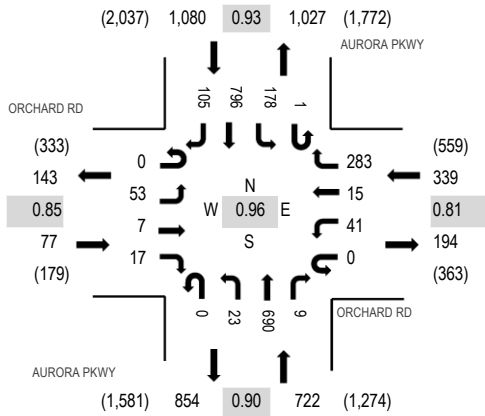 (2,037) 1,080 0.93 1,027 (1,772)
AURORA PKWY
105 796 178 1
ORCHARD RD
(333)
143
0.85
77
(179)
0
53
7
17
N
W 0.96 E
S
283
15
41
0
(559)
339
0.81
194
(363)
0 23 690 9
ORCHARD RD
AURORA PKWY
(1,581) 854 0.90 722 (1,274)